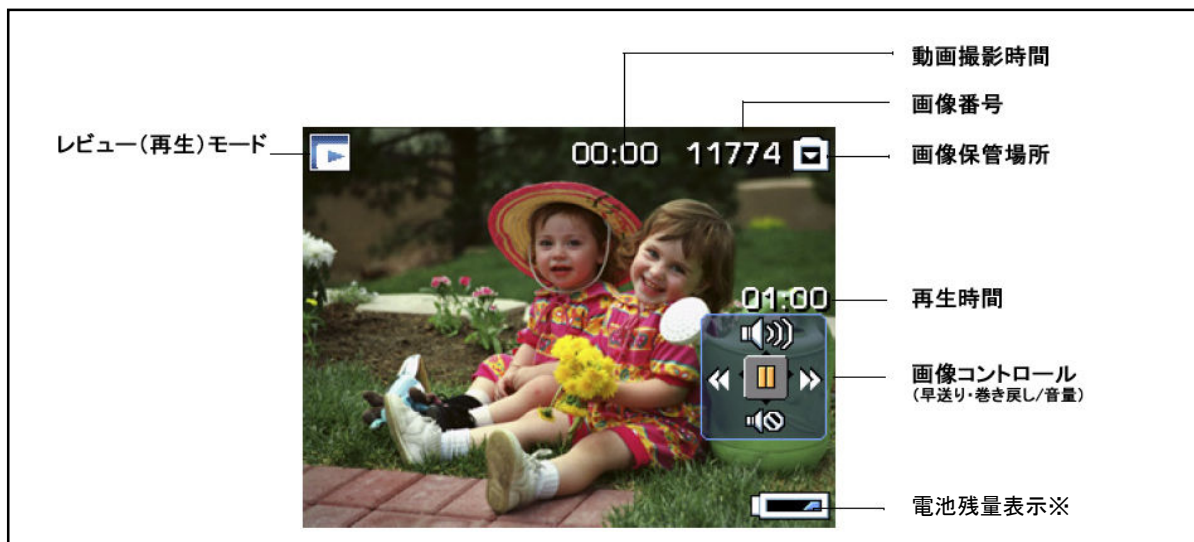 動画撮影時間
画像番号
レビュー（再生）モード
00:00 11774
画像保管場所
01:00
再生時間
画像コントロール
（早送り・巻き戻し/音量）
電池残量表示※